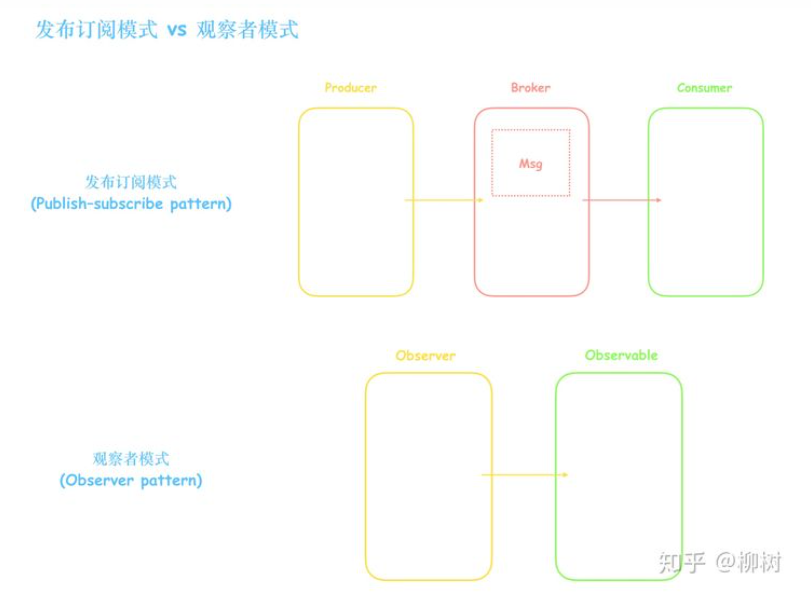 发布订阅模式 vs 观察者模式
Producer
Broker
Consumer
Msg
发布订阅模式
(Publish-subscribe pattern)
Observer
Observable
观察者模式
(Observer pattern)
知乎 @柳树